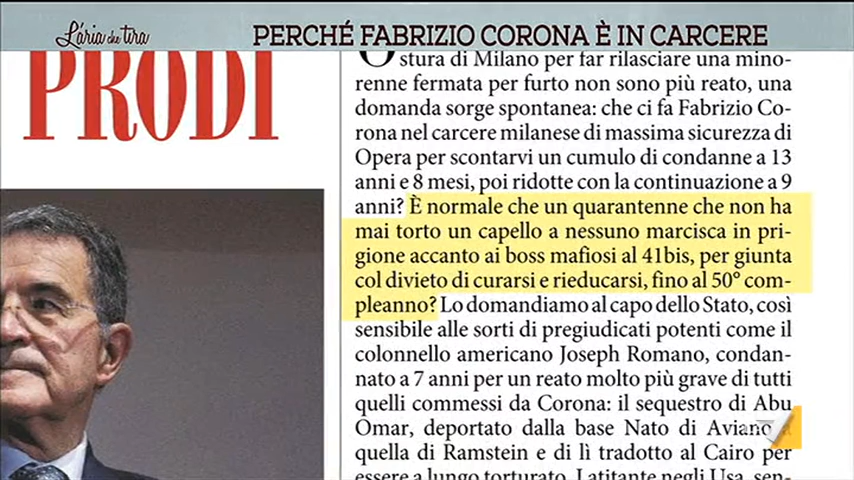 L'aria che tira
PERCHÉ FABRIZIO CORONA È IN CARCERE
PRODI
stura di Milano per far rilasciare una mino-
renne fermata per furto non sono più reato, una
domanda sorge spontanea: che ci fa Fabrizio Co-
rona nel carcere milanese di massima sicurezza di
Opera per scontarvi un cumulo di condanne a 13
anni e 8 mesi, poi ridotte con la continuazione a 9
anni? È normale che un quarantenne che non ha
mai torto un capello a nessuno marcisca in pri-
gione accanto ai boss mafiosi al 41bis, per giunta
col divieto di curarsi e rieducarsi, fino al 50° com-
pleanno? Lo domandiamo al capo dello Stato, così
sensibile alle sorti di pregiudicati potenti come il
colonnello americano Joseph Romano, condan-
nato a 7 anni per un reato molto più grave di tutti
quelli commessi da Corona: il sequestro di Abu
Omar, deportato dalla base Nato di Aviano a
quella di Ramstein e di lì tradotto al Cairo per
essere a lungo torturato. Latitante negli Usa, sen-